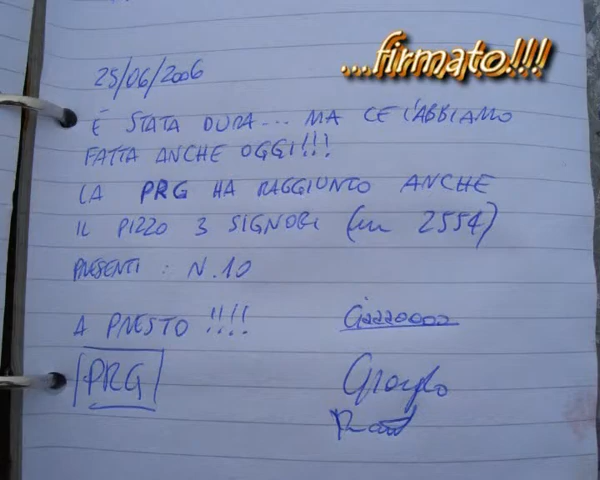 ...firmato!!!
25/06/2006
È STATA DURA... MA CE L'ABBIAMO
FATTA ANCHE OGGI!!!
LA PRG HA RAGGIUNTO ANCHE
IL PIZZO 3 SIGNORI (m 2554)
PRESENTI: N.10
A PRESTO !!!!
PRG